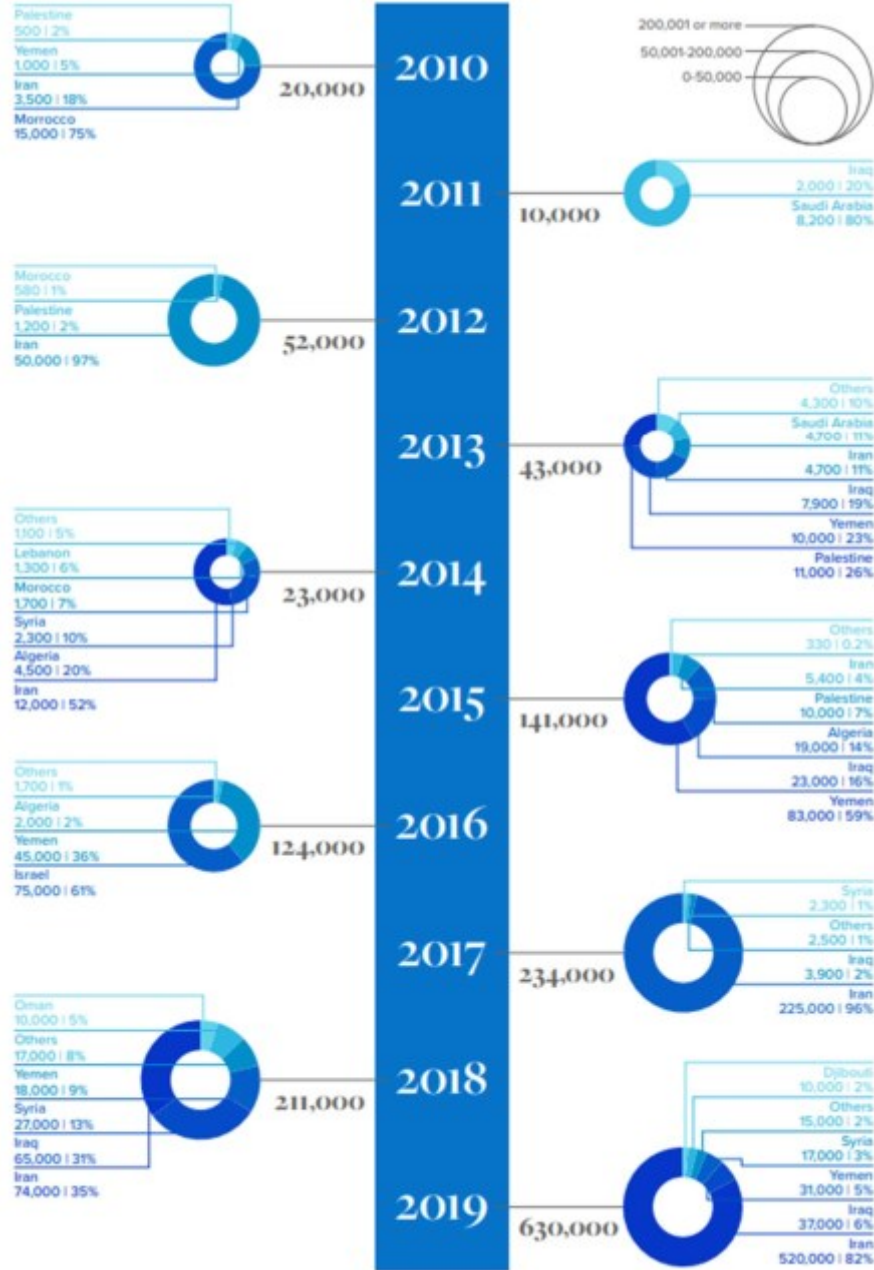 Palestine
500 | 2%
Yemen
1,000 | 5%
Iran
3,500 | 18%
Morrocco
15,000 | 75%
20,000
2010
200,001 or more
50,001-200,000
0-50,000
2011
10,000
Iraq
2,000 | 20%
Saudi Arabia
8,200 | 80%
Morocco
580 | 1%
Palestine
1,200 | 2%
Iran
50,000 | 97%
52,000
2012
2013
43,000
Others
4,300 | 10%
Saudi Arabia
4,700 | 11%
Iran
4,700 | 11%
Iraq
7,900 | 19%
Yemen
10,000 | 23%
Palestine
11,000 | 26%
Others
1,100 | 5%
Lebanon
1,300 | 6%
Morocco
1,700 | 7%
Syria
2,300 | 10%
Algeria
4,500 | 20%
Iran
12,000 | 52%
23,000
2014
2015
141,000
Others
330 | 0.2%
Iran
5,400 | 4%
Palestine
10,000 | 7%
Algeria
19,000 | 14%
Iraq
23,000 | 16%
Yemen
83,000 | 59%
Others
1,700 | 1%
Algeria
2,000 | 2%
Yemen
45,000 | 36%
Israel
75,000 | 61%
124,000
2016
2017
234,000
Syria
2,300 | 1%
Others
2,500 | 1%
Iraq
3,900 | 2%
Iran
225,000 | 96%
Oman
10,000 | 5%
Others
17,000 | 8%
Yemen
18,000 | 9%
Syria
27,000 | 13%
Iraq
65,000 | 31%
Iran
74,000 | 35%
211,000
2018
2019
630,000
Djibouti
10,000 | 2%
Others
15,000 | 2%
Syria
17,000 | 3%
Yemen
31,000 | 5%
Iraq
37,000 | 6%
Iran
520,000 | 82%